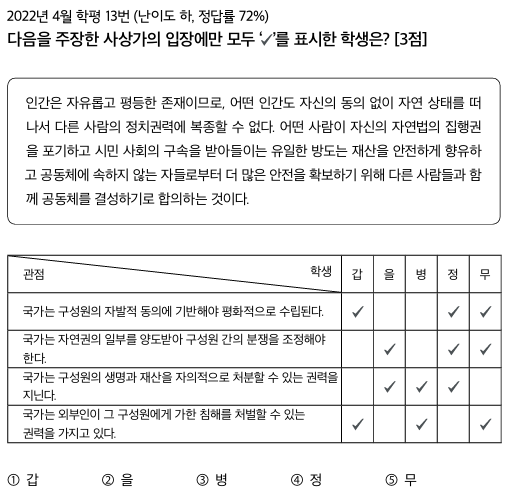 2022년 4월 학평 13번 (난이도 하, 정답률 72%)
다음을 주장한 사상가의 입장에만 모두 ‘✓’를 표시한 학생은? [3점]
인간은 자유롭고 평등한 존재이므로, 어떤 인간도 자신의 동의 없이 자연 상태를 떠
나서 다른 사람의 정치권력에 복종할 수 없다. 어떤 사람이 자신의 자연법의 집행권
을 포기하고 시민 사회의 구속을 받아들이는 유일한 방도는 재산을 안전하게 향유하
고 공동체에 속하지 않는 자들로부터 더 많은 안전을 확보하기 위해 다른 사람들과 함
께 공동체를 결성하기로 합의하는 것이다.
관점 학생 갑 을 병 정 무
국가는 구성원의 자발적 동의에 기반해야 평화적으로 수립된다. ✓ ✓ ✓
국가는 자연권의 일부를 양도받아 구성원 간의 분쟁을 조정해야
한다. ✓ ✓ ✓
국가는 구성원의 생명과 재산을 자의적으로 처분할 수 있는 권력을
지닌다. ✓ ✓ ✓
국가는 외부인이 그 구성원에게 가한 침해를 처벌할 수 있는
권력을 가지고 있다. ✓ ✓ ✓
① 갑 ② 을 ③ 병 ④ 정 ⑤ 무